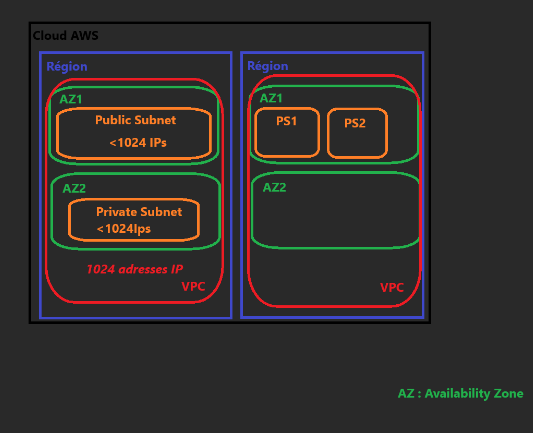 Cloud AWS
Région
AZ1
Public Subnet
<1024 IPs
AZ2
Private Subnet
<1024Ips
1024 adresses IP
VPC
Région
AZ1
PS1
PS2
AZ2
VPC
AZ : Availability Zone